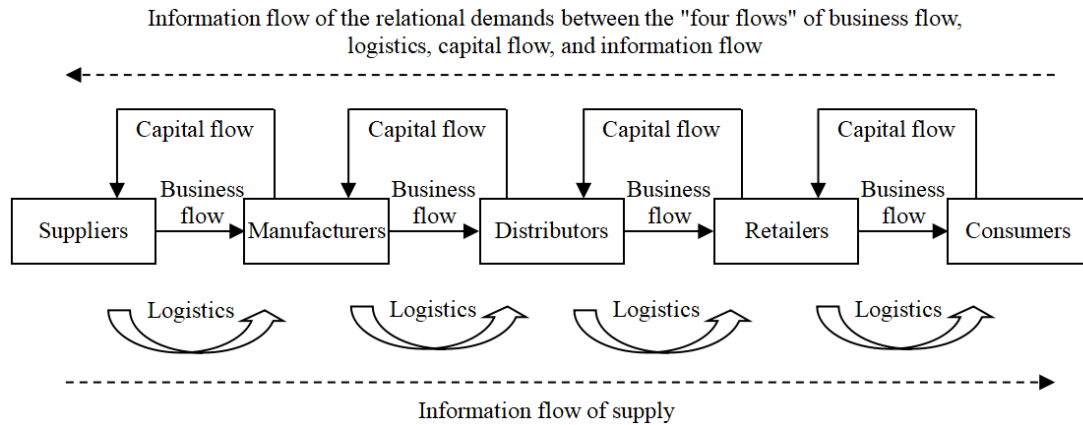 Information flow of the relational demands between the "four flows" of business flow,
logistics, capital flow, and information flow
Capital flow
Capital flow
Capital flow
Capital flow
Business
flow
Business
flow
Business
flow
Business
flow
Suppliers
Manufacturers
Distributors
Retailers
Consumers
Logistics
Logistics
Logistics
Logistics
Information flow of supply